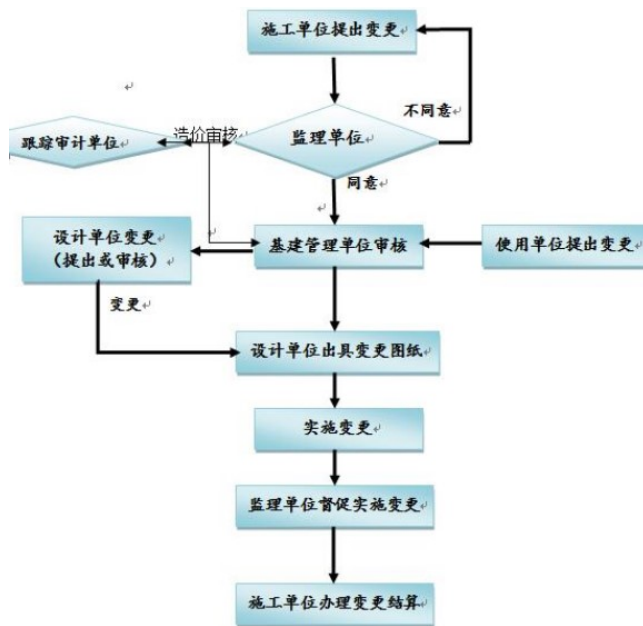 施工单位提出变更
不同意
造价审核
跟踪审计单位
监理单位
同意
设计单位变更
（提出或审核）
基建管理单位审核
使用单位提出变更
变更
设计单位出具变更图纸
实施变更
监理单位督促实施变更
施工单位办理变更结算